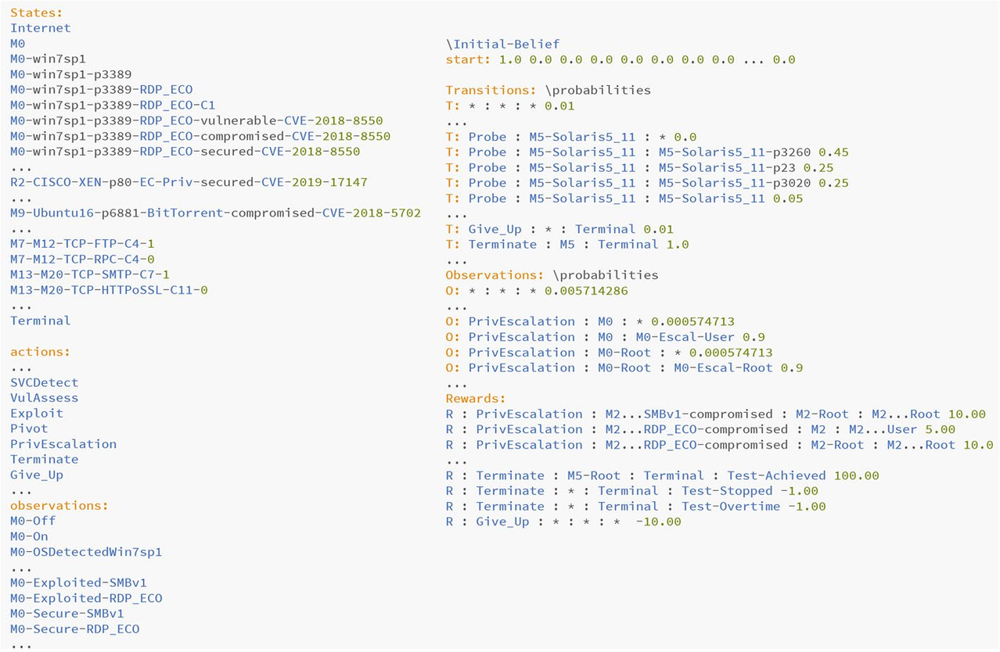 States:
Internet
M0
M0-win7sp1
M0-win7sp1-p3389
M0-win7sp1-p3389-RDP_ECO
M0-win7sp1-p3389-RDP_ECO-C1
M0-win7sp1-p3389-RDP_ECO-vulnerable-CVE-2018-8550
M0-win7sp1-p3389-RDP_ECO-compromised-CVE-2018-8550
M0-win7sp1-p3389-RDP_ECO-secured-CVE-2018-8550
...
R2-CISCO-XEN-p80-EC-Priv-secured-CVE-2019-17147
...
M9-Ubuntu16-p6881-BitTorrent-compromised-CVE-2018-5702
...
M7-M12-TCP-FTP-C4-1
M7-M12-TCP-RPC-C4-0
M13-M20-TCP-SMTP-C7-1
M13-M20-TCP-HTTPoSSL-C11-0
...
Terminal

actions:
...
SVCDetect
VulAssess
Exploit
Pivot
PrivEscalation
Terminate
Give_Up
...
observations:
M0-Off
M0-On
M0-OSDetectedWin7sp1
...
M0-Exploited-SMBv1
M0-Exploited-RDP_ECO
M0-Secure-SMBv1
M0-Secure-RDP_ECO
...
\Initial-Belief
start: 1.0 0.0 0.0 0.0 0.0 0.0 0.0 0.0 ... 0.0

Transitions: \probabilities
T: * : * : * 0.01
...
T: Probe : M5-Solaris5_11 : * 0.0
T: Probe : M5-Solaris5_11 : M5-Solaris5_11-p3260 0.45
T: Probe : M5-Solaris5_11 : M5-Solaris5_11-p23 0.25
T: Probe : M5-Solaris5_11 : M5-Solaris5_11-p3020 0.25
T: Probe : M5-Solaris5_11 : M5-Solaris5_11 0.05
...
T: Give_Up : * : Terminal 0.01
T: Terminate : M5 : Terminal 1.0
...
Observations: \probabilities
O: * : * : * 0.005714286
...
O: PrivEscalation : M0 : * 0.000574713
O: PrivEscalation : M0 : M0-Escal-User 0.9
O: PrivEscalation : M0-Root : * 0.000574713
O: PrivEscalation : M0-Root : M0-Escal-Root 0.9
...
Rewards:
R : PrivEscalation : M2...SMBv1-compromised : M2-Root : M2...Root 10.00
R : PrivEscalation : M2...RDP_ECO-compromised : M2 : M2...User 5.00
R : PrivEscalation : M2...RDP_ECO-compromised : M2-Root : M2...Root 10.0
...
R : Terminate : M5-Root : Terminal : Test-Achieved 100.00
R : Terminate : * : Terminal : Test-Stopped -1.00
R : Terminate : * : Terminal : Test-Overtime -1.00
R : Give_Up : * : * : * -10.00